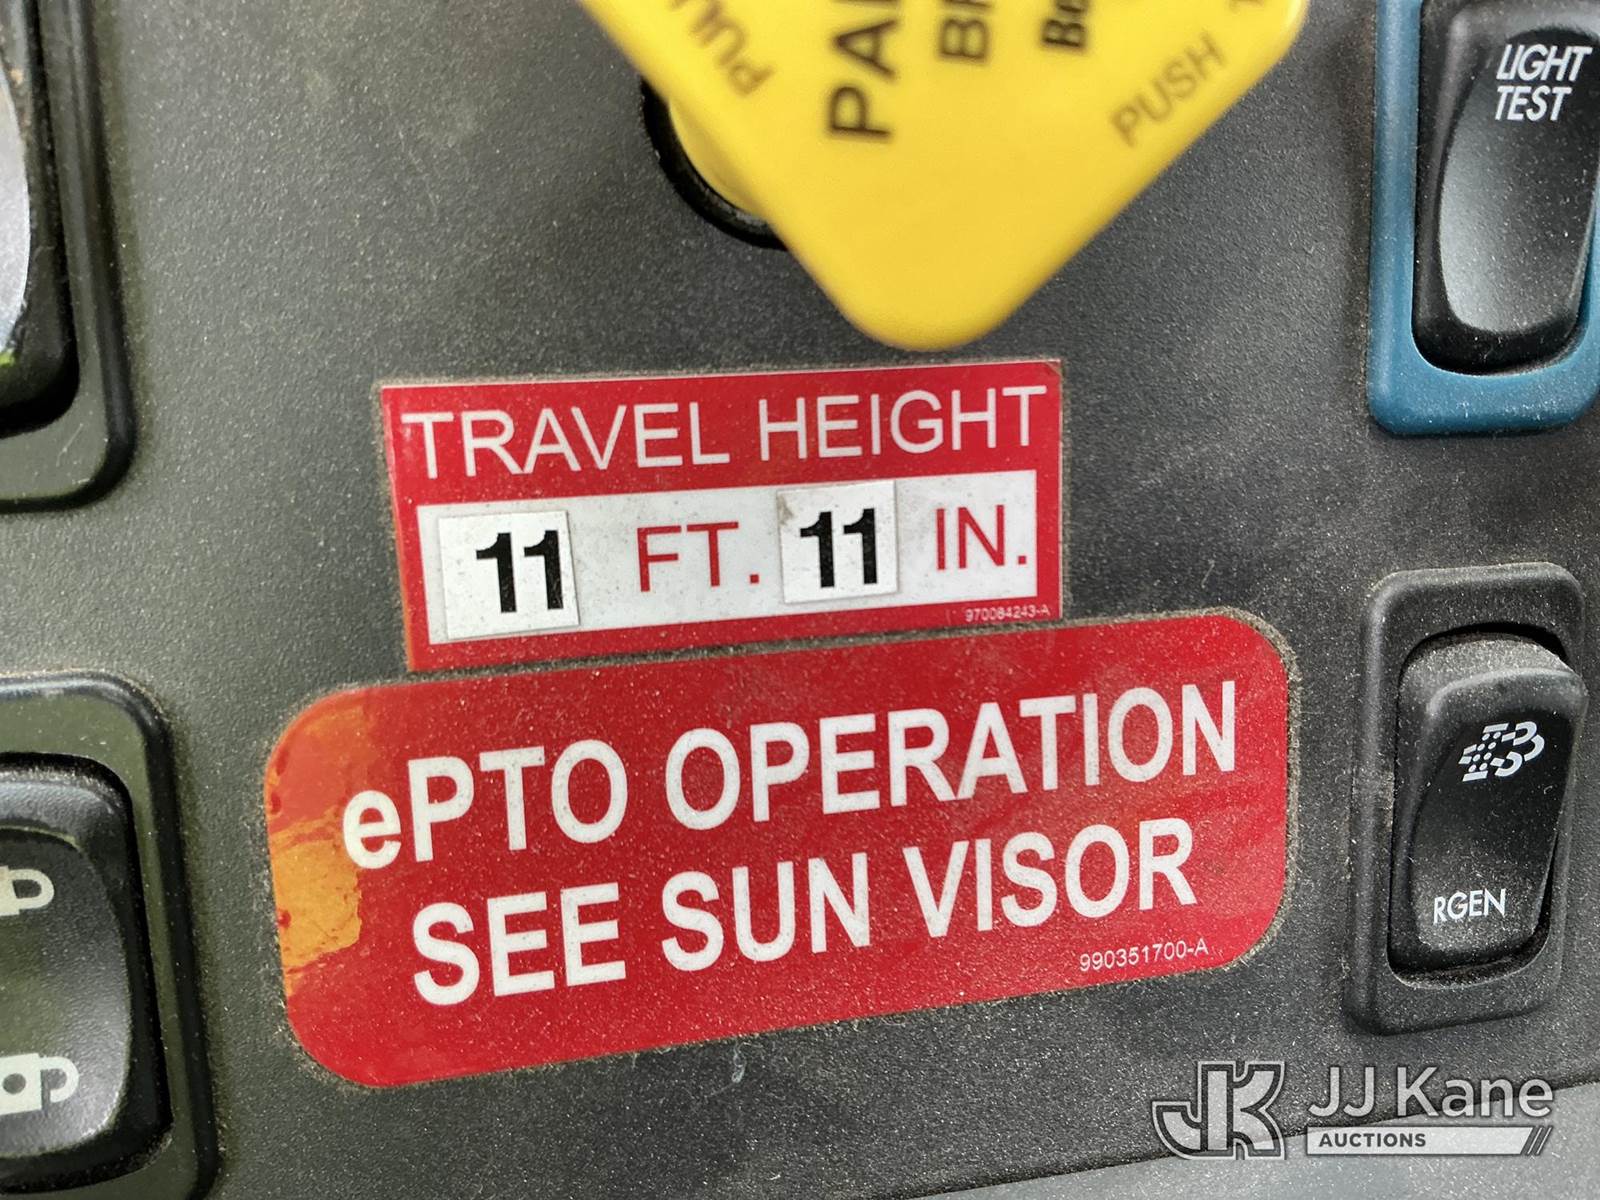 PUSH
LIGHT
TEST
TRAVEL HEIGHT
11 FT. 11 IN.
970084243-A
ePTO OPERATION
SEE SUN VISOR
990351700-A
RGEN
JK JJ Kane
AUCTIONS